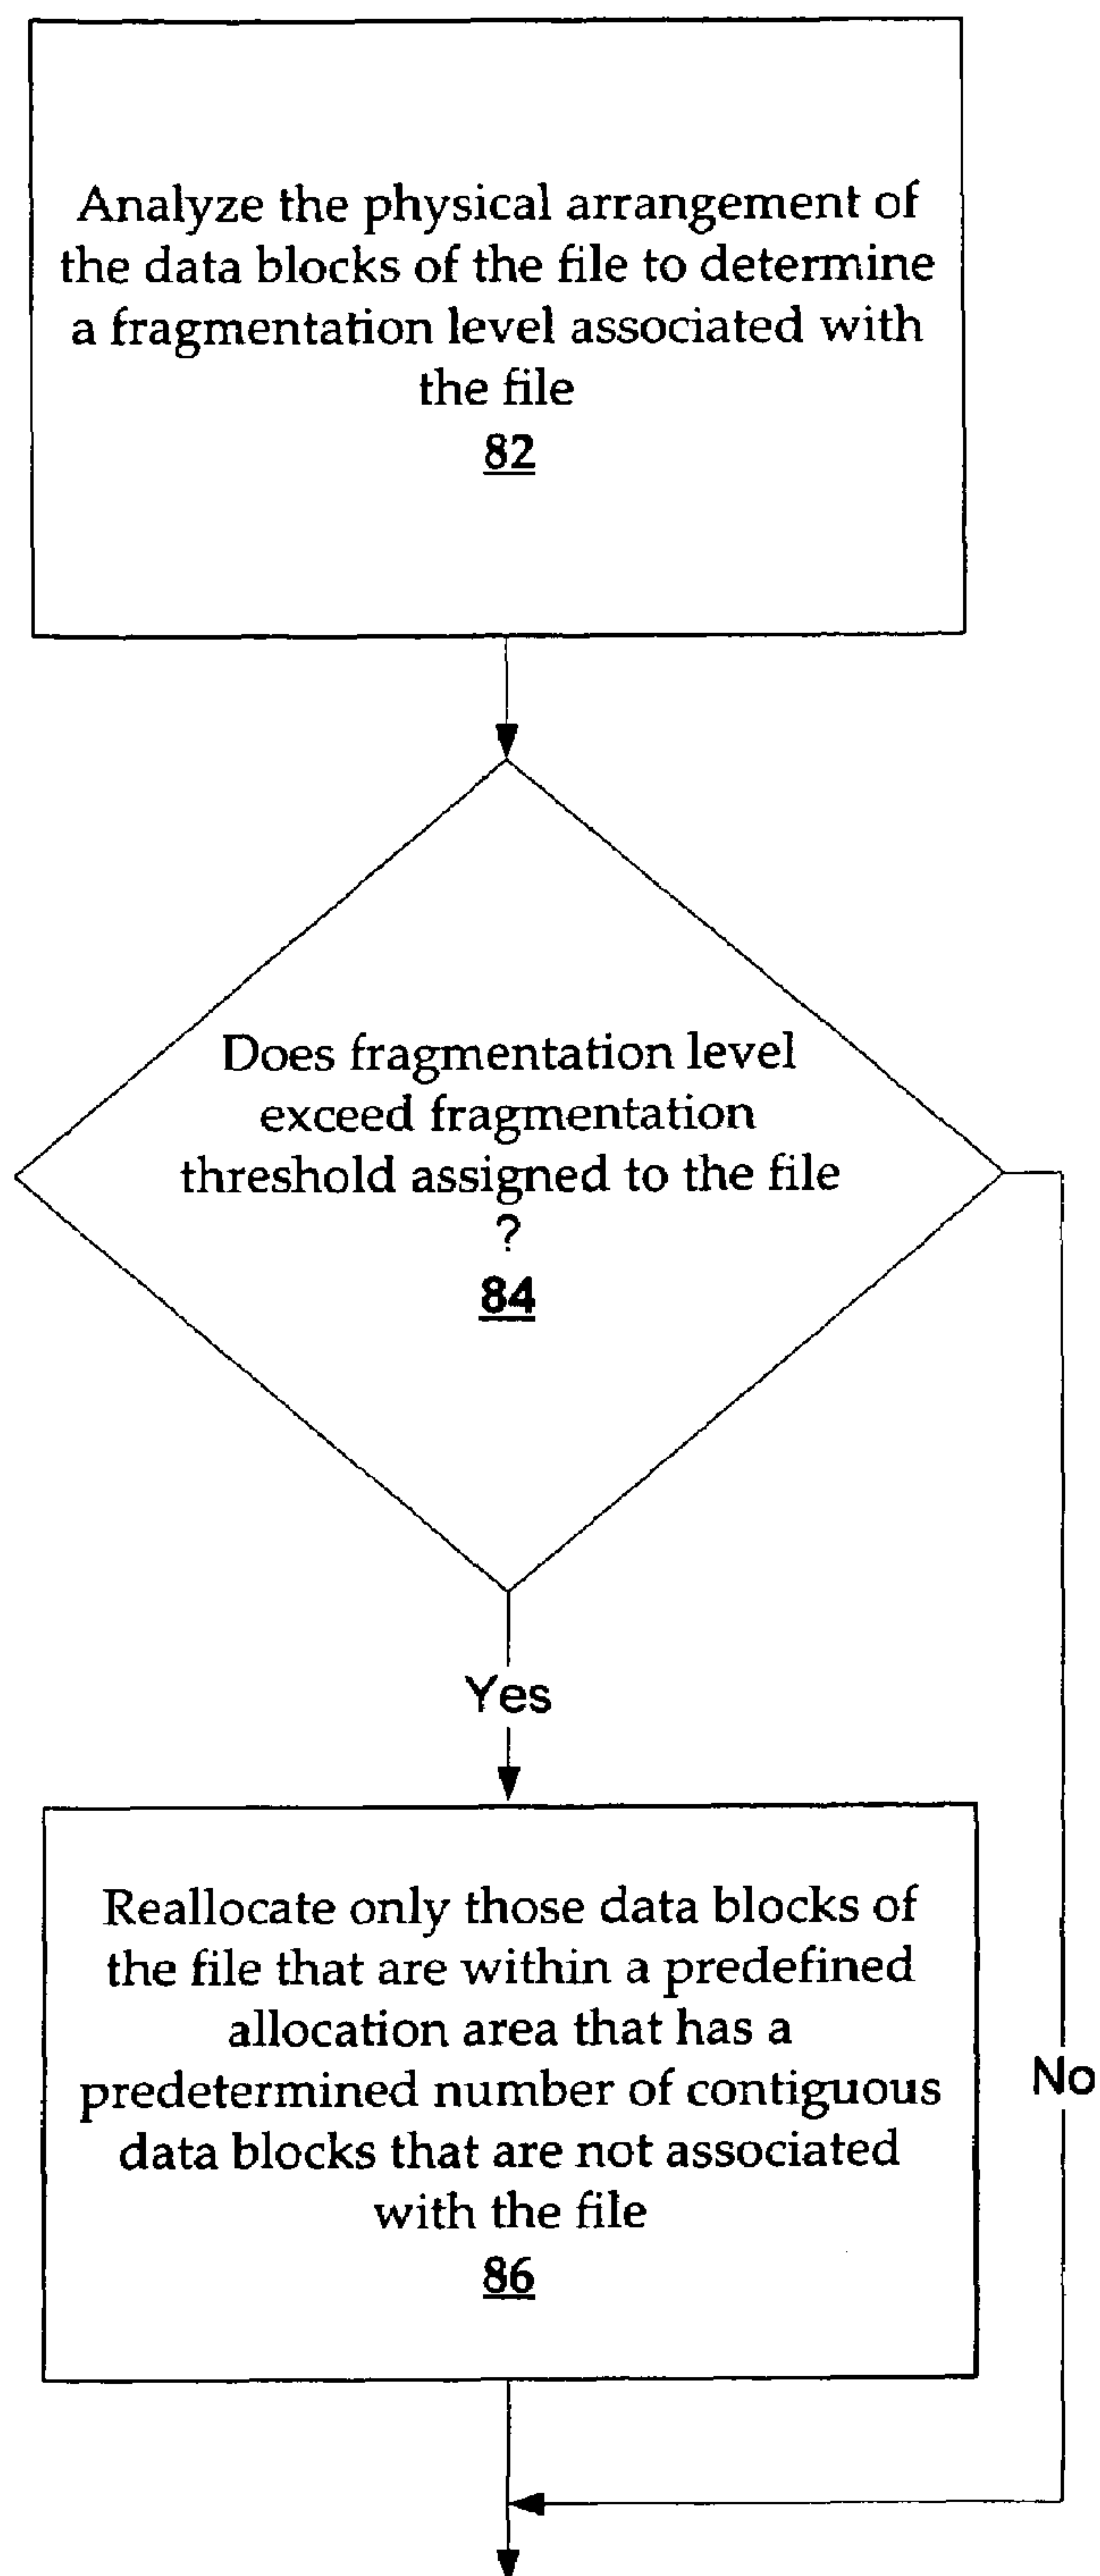 Analyze the physical arrangement of
the data blocks of the file to determine
a fragmentation level associated with
the file
82
Does fragmentation level
exceed fragmentation
threshold assigned to the file
?
84
Yes
Reallocate only those data blocks of
the file that are within a predefined
allocation area that has a
predetermined number of contiguous
data blocks that are not associated
with the file
86
No